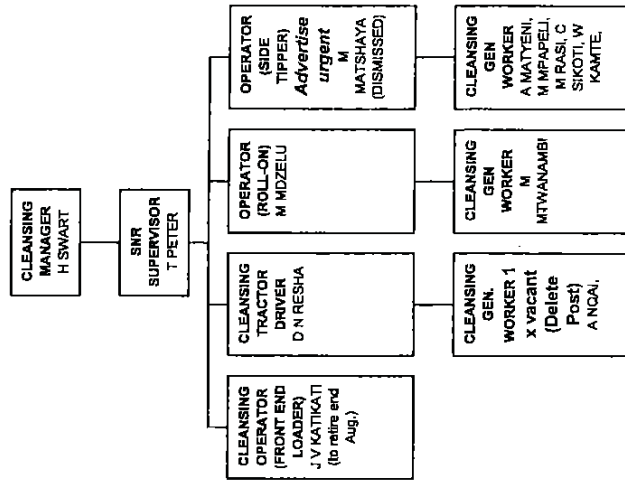 CLEANSING
MANAGER
H SWART
SNR
SUPERVISOR
T PETER
CLEANSING
OPERATOR
(FRONT END
LOADER)
J V KATIKATI
(to retire end
Aug.)
CLEANSING
TRACTOR
DRIVER
D N RESHA
OPERATOR
(ROLL-ON)
M MDZELU
OPERATOR
(SIDE
TIPPER)
Advertise
urgent
M
MATSHAYA
(DISMISSED)
CLEANSING
GEN.
WORKER 1
x vacant
(Delete
Post)
A NQAI,
CLEANSING
GEN
WORKER
M
MTWANAMBI
CLEANSING
GEN
WORKER
A MATYENI,
M MPAPELI,
M RASI, C
SIKOTI, W
KAMTE,